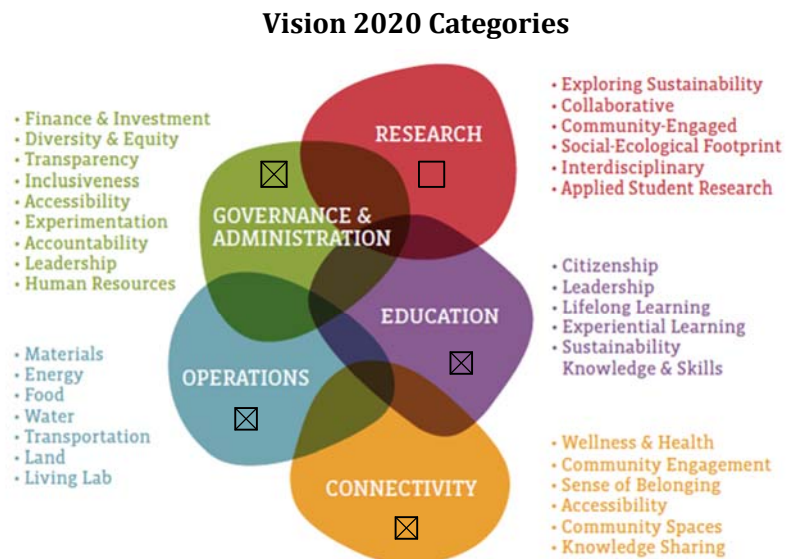 Vision 2020 Categories
• Finance & Investment
• Diversity & Equity
• Transparency
• Inclusiveness
• Accessibility
• Experimentation
• Accountability
• Leadership
• Human Resources
RESEARCH
☐
• Exploring Sustainability
• Collaborative
• Community-Engaged
• Social-Ecological Footprint
• Interdisciplinary
• Applied Student Research
☒
GOVERNANCE &
ADMINISTRATION
EDUCATION
☒
• Citizenship
• Leadership
• Lifelong Learning
• Experiential Learning
• Sustainability
Knowledge & Skills
• Materials
• Energy
• Food
• Water
• Transportation
• Land
• Living Lab
OPERATIONS
☒
CONNECTIVITY
☒
• Wellness & Health
• Community Engagement
• Sense of Belonging
• Accessibility
• Community Spaces
• Knowledge Sharing